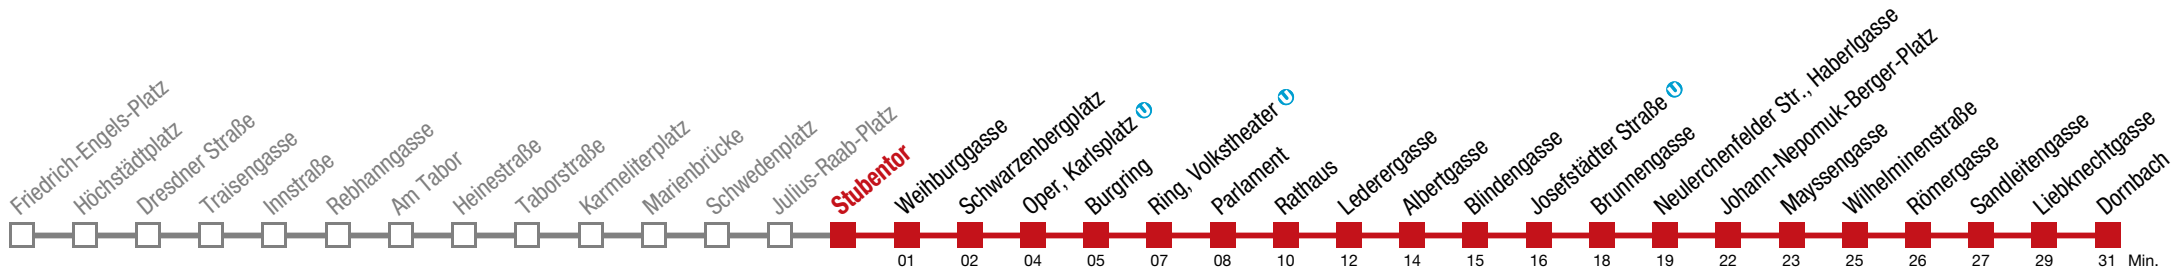 Friedrich-Engels-Platz
Höchstädtplatz
Dresdner Straße
Traisengasse
Innstraße
Rebhanngasse
Am Tabor
Heinestraße
Taborstraße
Karmeliterplatz
Marienbrücke
Schwedenplatz
Julius-Raab-Platz
Stubentor
Weihburggasse
Schwarzenbergplatz
Oper, Karlsplatz U
Burgring
Ring, Volkstheater U
Parlament
Rathaus
Lederergasse
Albertgasse
Blindengasse
Josefstädter Straße U
Brunnengasse
Neulerchenfelder Str., Haberlgasse
Johann-Nepomuk-Berger-Platz
Mayssengasse
Wilhelminenstraße
Römergasse
Sandleitengasse
Liebknechtgasse
Dornbach
01 02 04 05 07 08 10 12 14 15 16 18 19 22 23 25 26 27 29 31 Min.